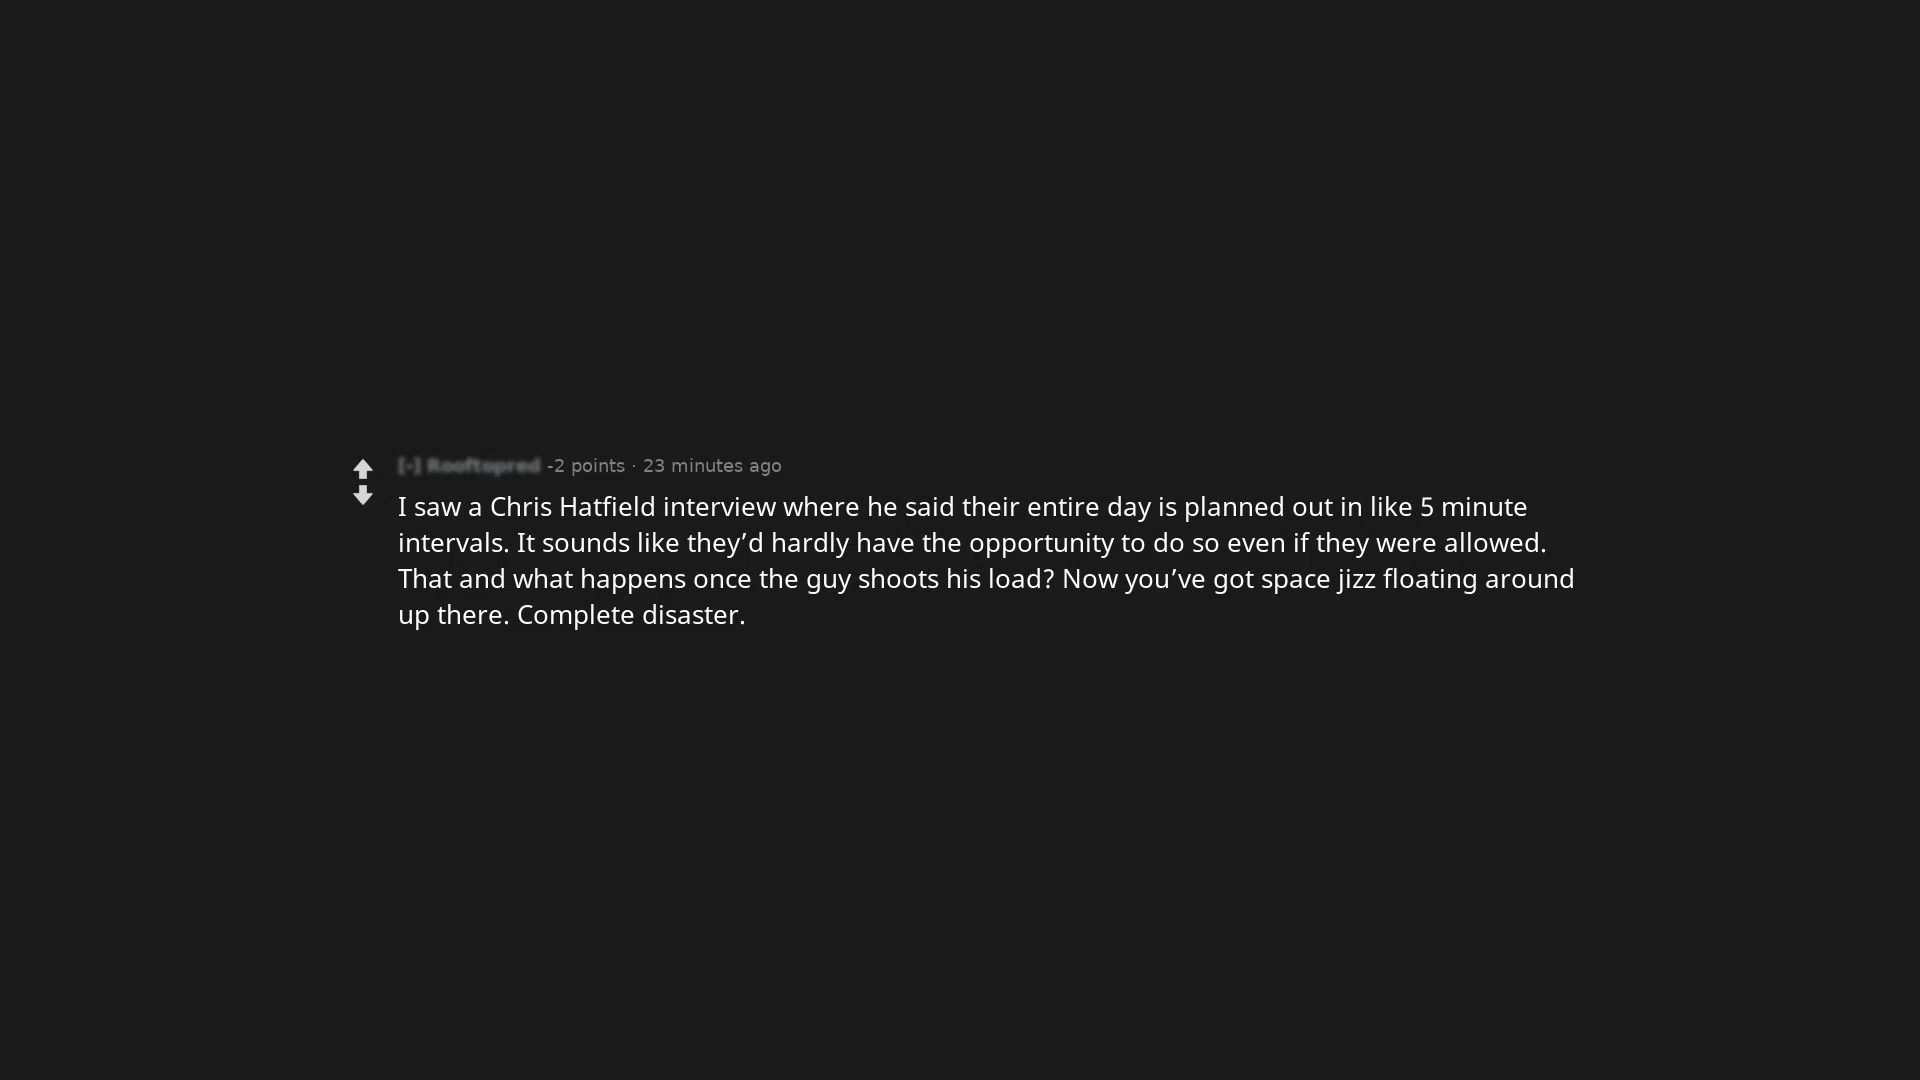 [-] Rooftopred -2 points · 23 minutes ago
I saw a Chris Hatfield interview where he said their entire day is planned out in like 5 minute
intervals. It sounds like they’d hardly have the opportunity to do so even if they were allowed.
That and what happens once the guy shoots his load? Now you’ve got space jizz floating around
up there. Complete disaster.